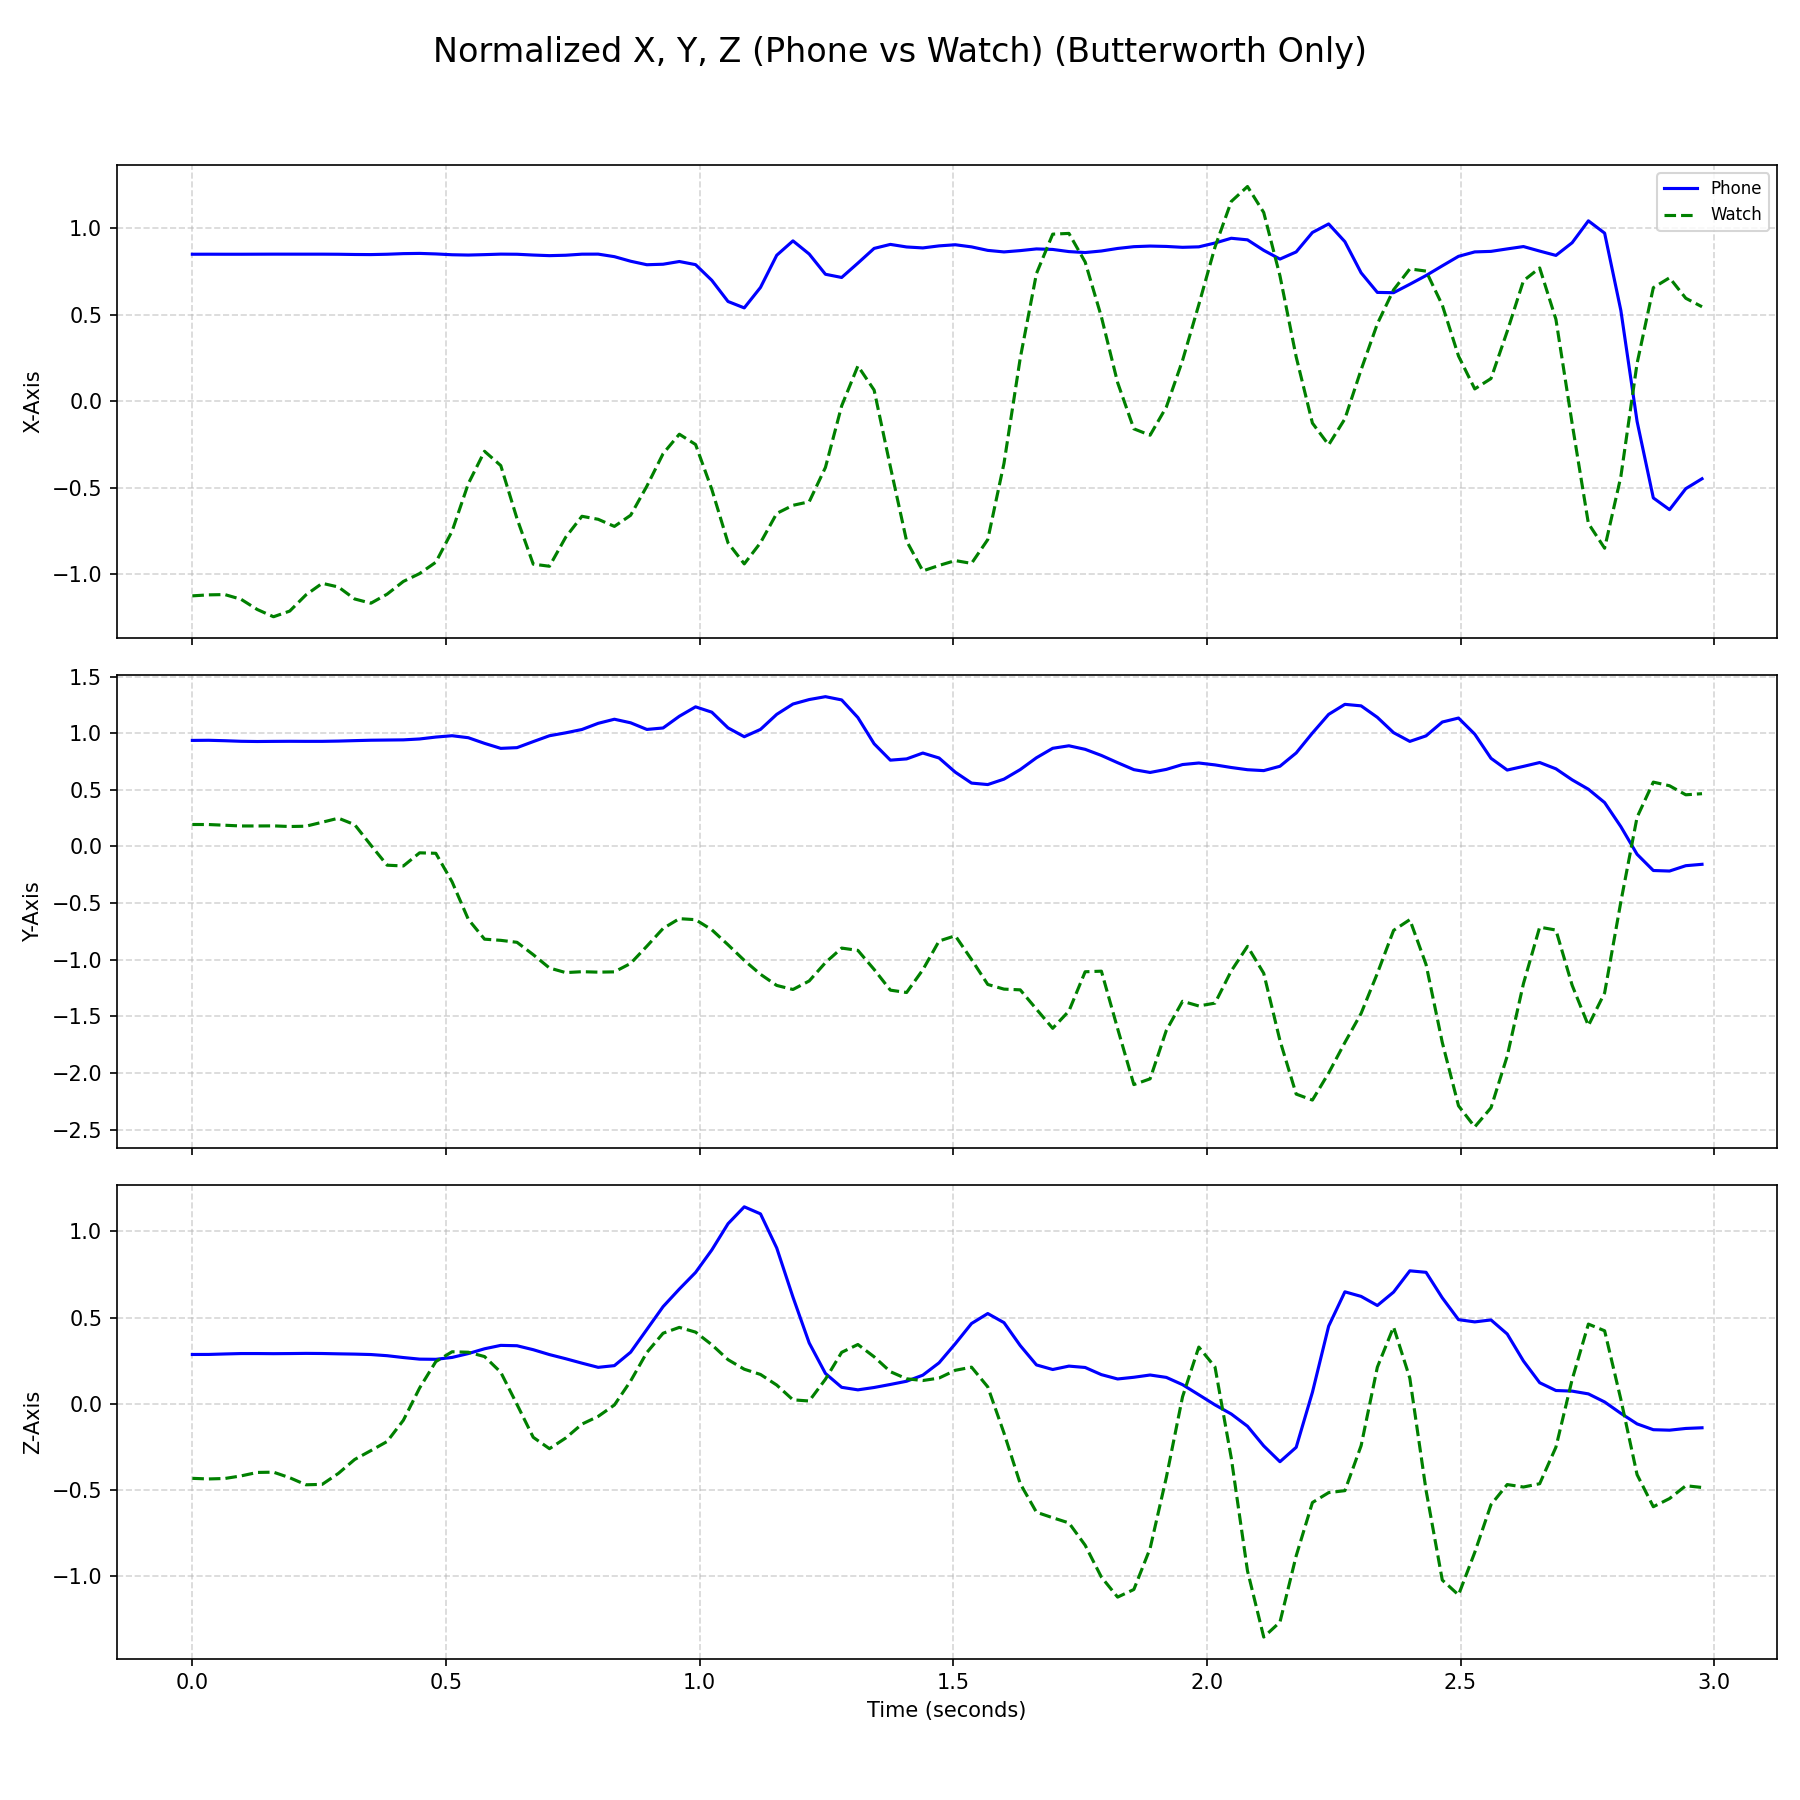 Normalized X, Y, Z (Phone vs Watch) (Butterworth Only)
Phone
Watch
1.0
0.5
0.0
−0.5
−1.0
X-Axis
1.5
1.0
0.5
0.0
−0.5
−1.0
−1.5
−2.0
−2.5
Y-Axis
1.0
0.5
0.0
−0.5
−1.0
Z-Axis
0.0 0.5 1.0 1.5 2.0 2.5 3.0
Time (seconds)